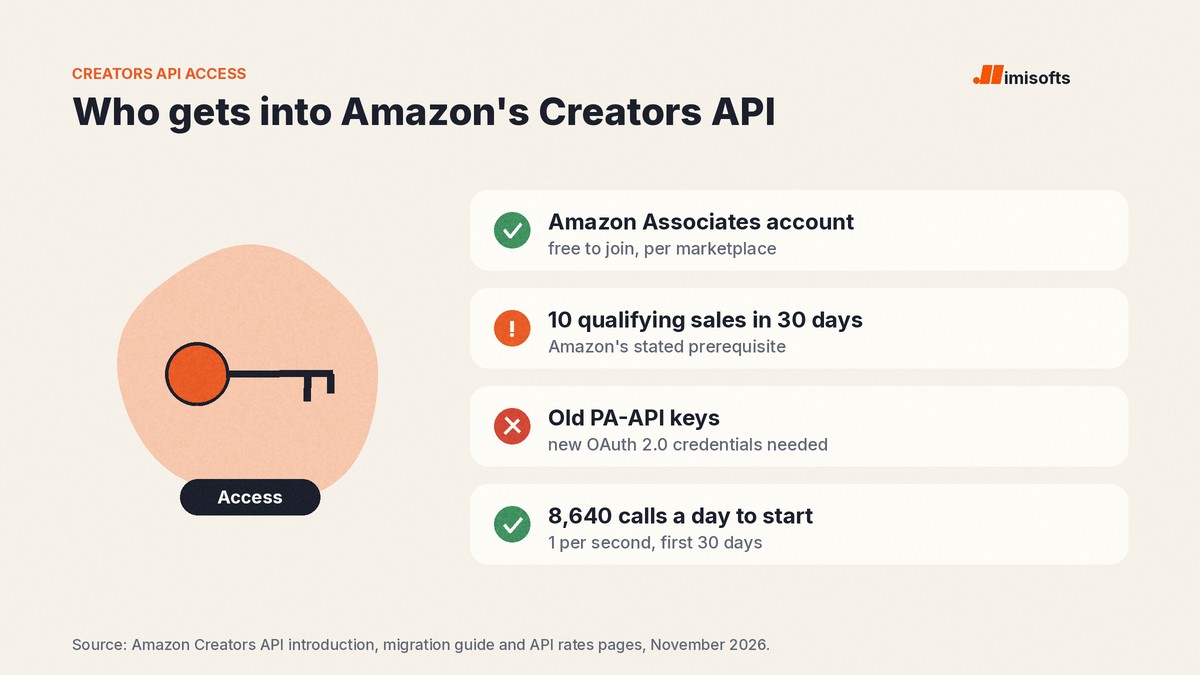 CREATORS API ACCESS
Who gets into Amazon's Creators API
imisofts
Amazon Associates account
free to join, per marketplace
10 qualifying sales in 30 days
Amazon's stated prerequisite
Old PA-API keys
new OAuth 2.0 credentials needed
8,640 calls a day to start
1 per second, first 30 days
Access
Source: Amazon Creators API introduction, migration guide and API rates pages, November 2026.